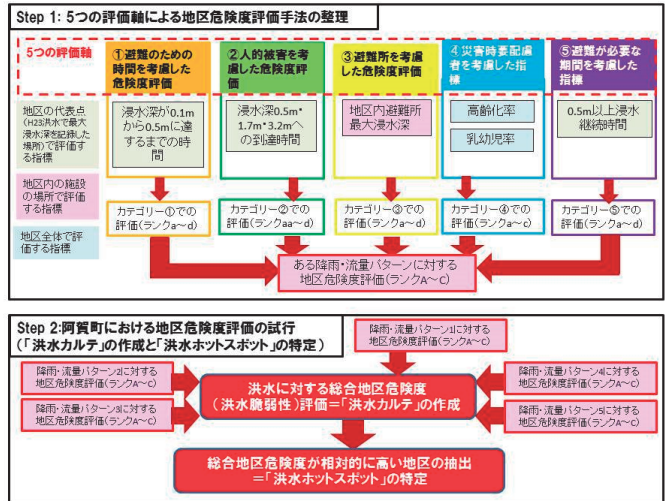 Step 1: 5つの評価軸による地区危険度評価手法の整理
5つの評価軸
①避難のための
時間を考慮した
危険度評価
②人的被害を考
慮した危険度評
価
③避難所を考慮
した危険度評価
④災害時要配慮
者を考慮した指
標
⑤避難が必要な
期間を考慮した
指標
地区の代表点
(H23洪水で最大
浸水深を記録した
場所)で評価す
る指標
浸水深が0.1m
から0.5mに達
するまでの時
間
浸水深0.5m・
1.7m・3.2mへ
の到達時間
地区内避難所
最大浸水深
高齢化率
乳幼児率
0.5m以上浸水
継続時間
地区内の施設
の場所で評価
する指標
地区全体で評
価する指標
カテゴリー①での
評価(ランクa~d)
カテゴリー②での
評価(ランクaa~d)
カテゴリー③での
評価(ランクa~d)
カテゴリー④での
評価(ランクa~c)
カテゴリー⑤での
評価(ランクa~d)
ある降雨・流量パターンに対する
地区危険度評価(ランクA~C)
Step 2:阿賀町における地区危険度評価の試行
(「洪水カルテ」の作成と「洪水ホットスポット」の特定)
降雨・流量パターン1に対する
地区危険度評価(ランクA~C)
降雨・流量パターン2に対する
地区危険度評価(ランクA~C)
降雨・流量パターン3に対する
地区危険度評価(ランクA~C)
洪水に対する総合地区危険度
(洪水脆弱性)評価=「洪水カルテ」の作成
降雨・流量パターン4に対する
地区危険度評価(ランクA~C)
降雨・流量パターン5に対する
地区危険度評価(ランクA~C)
総合地区危険度が相対的に高い地区の抽出
=「洪水ホットスポット」の特定